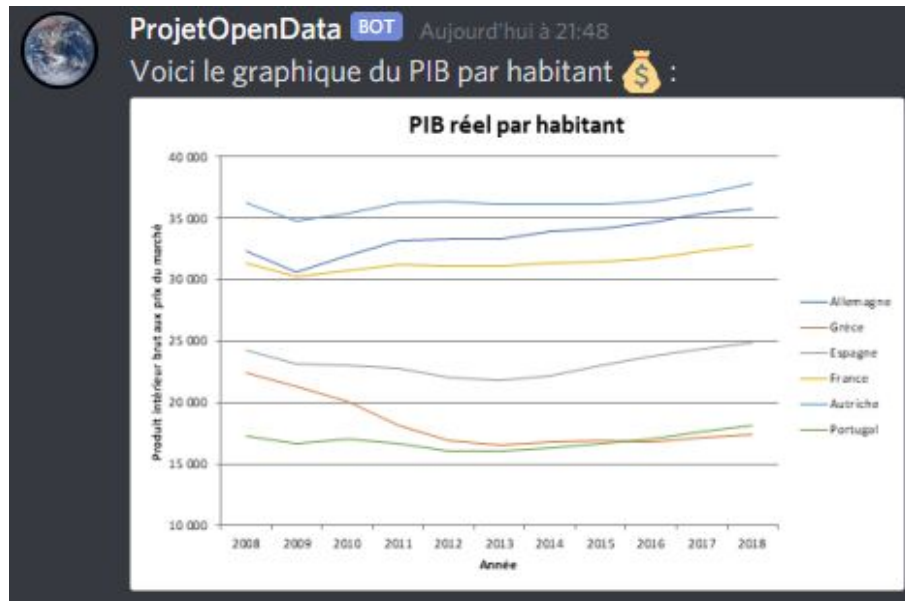 ProjetOpenData BOT Aujourd'hui à 21:48
Voici le graphique du PIB par habitant 💰 :
PIB réel par habitant
Produit intérieur brut aux prix du marché
40 000
35 000
30 000
25 000
20 000
15 000
10 000
2008 2009 2010 2011 2012 2013 2014 2015 2016 2017 2018
Année
Allemagne
Grèce
Espagne
France
Autriche
Portugal